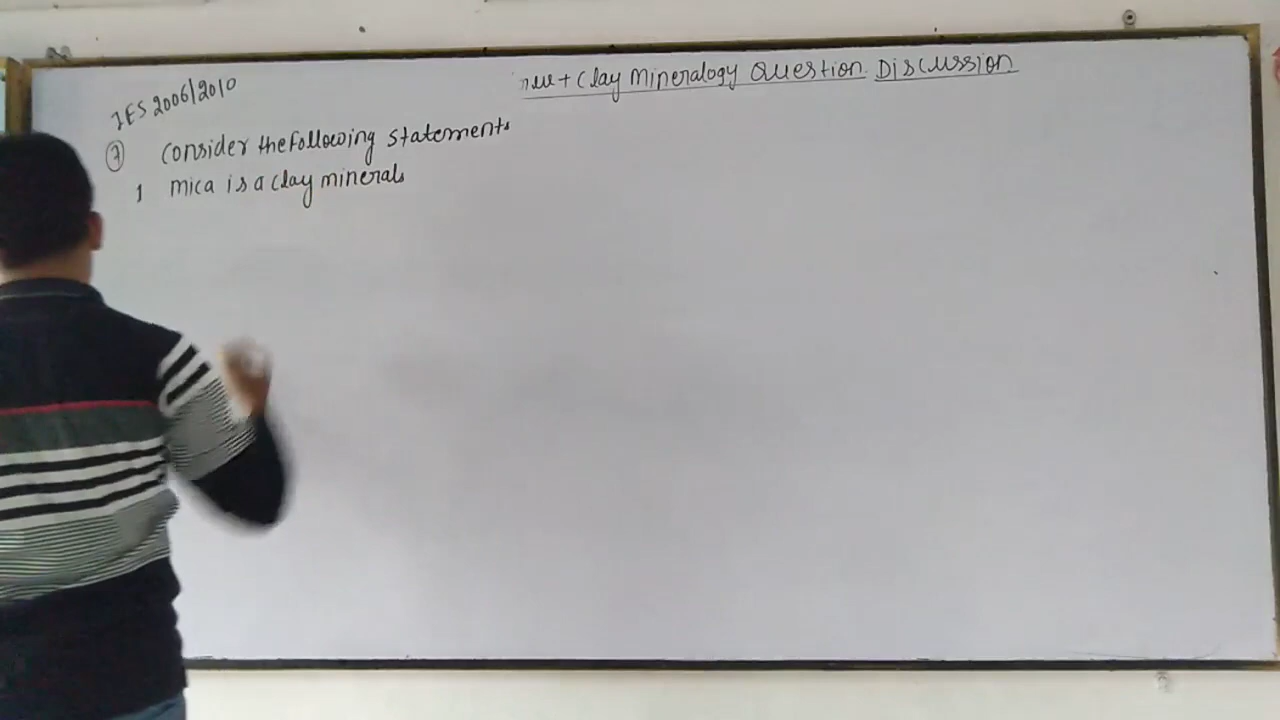 Clay Mineralogy Question Discussion
IES 2006/2010
7 Consider the following statements
1 mica is a clay minerals